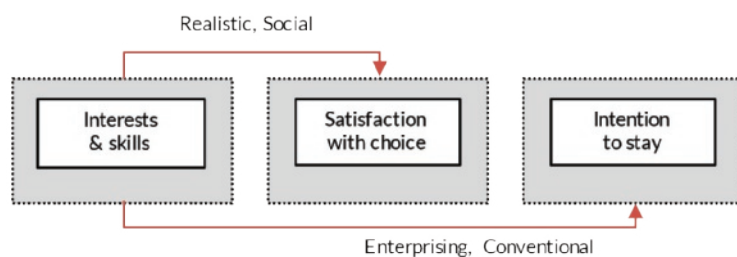 Realistic, Social
Interests
& skills
Satisfaction
with choice
Intention
to stay
Enterprising, Conventional